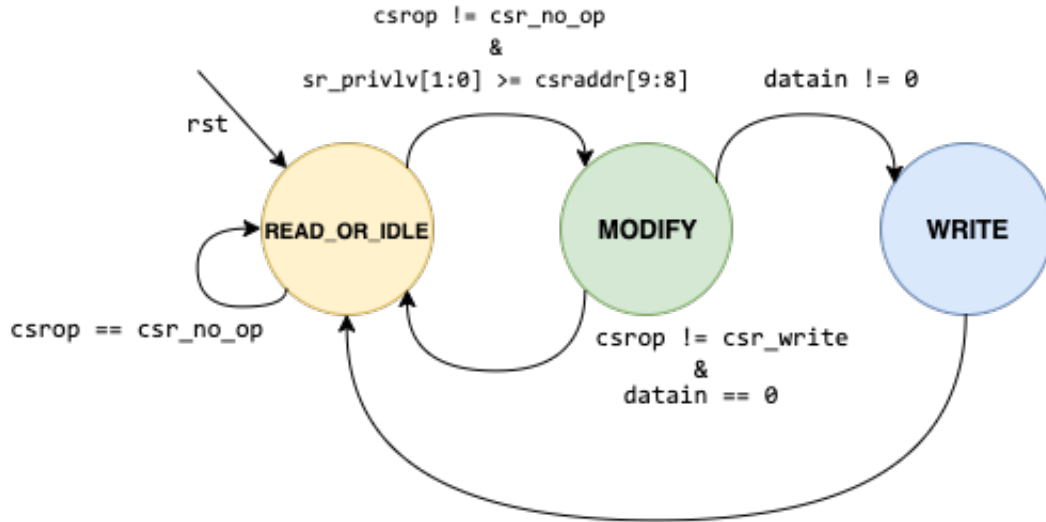 csrop != csr_no_op
&
sr_privlv[1:0] >= csraddr[9:8]
datain != 0
rst
READ_OR_IDLE
MODIFY
WRITE
csrop == csr_no_op
csrop != csr_write
&
datain == 0